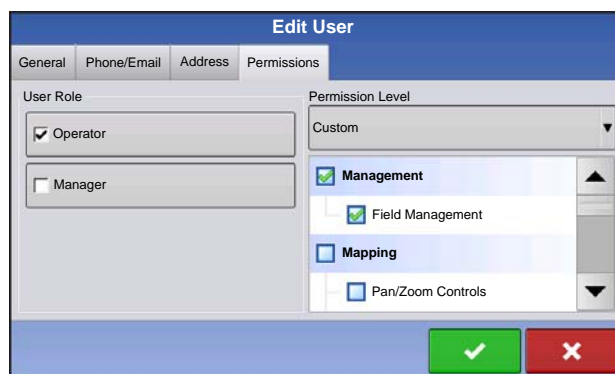 Edit User
General
Phone/Email
Address
Permissions
User Role
Operator
Manager
Permission Level
Custom
Management
Field Management
Mapping
Pan/Zoom Controls